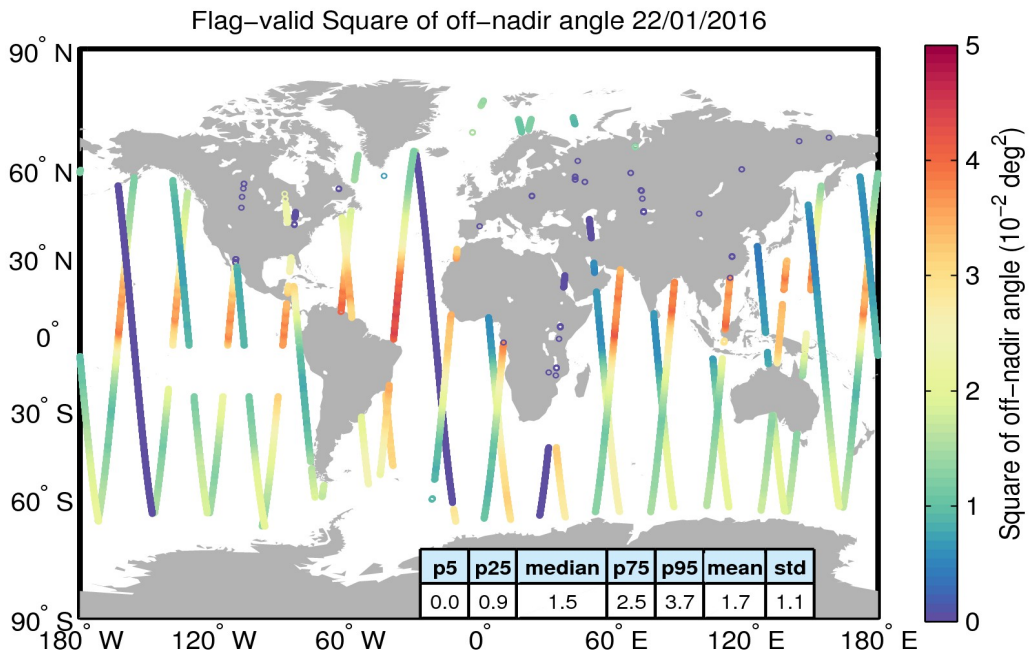 Flag−valid Square of off−nadir angle 22/01/2016
90° N
60° N
30° N
0°
30° S
60° S
90° S
180° W
120° W
60° W
0°
60° E
120° E
180° E
p5 p25 median p75 p95 mean std
0.0 0.9 1.5 2.5 3.7 1.7 1.1
5
4
3
2
1
0
Square of off−nadir angle (10⁻² deg²)